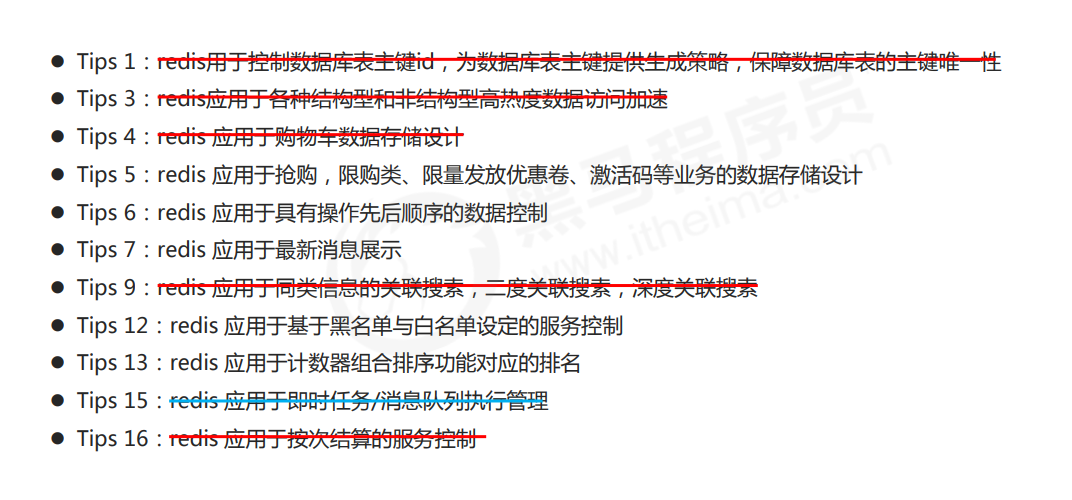 ● Tips 1：redis用于控制数据库表主键id，为数据库表主键提供生成策略，保障数据库表的主键唯一性
● Tips 3：redis应用于各种结构型和非结构型高热度数据访问加速
● Tips 4：redis 应用于购物车数据存储设计
● Tips 5：redis 应用于抢购，限购类、限量发放优惠卷、激活码等业务的数据存储设计
● Tips 6：redis 应用于具有操作先后顺序的数据控制
● Tips 7：redis 应用于最新消息展示
● Tips 9：redis 应用于同类信息的关联搜索，二度关联搜索，深度关联搜索
● Tips 12：redis 应用于基于黑名单与白名单设定的服务控制
● Tips 13：redis 应用于计数器组合排序功能对应的排名
● Tips 15：redis 应用于即时任务/消息队列执行管理
● Tips 16：redis 应用于按次结算的服务控制
黑马程序员
www.itheima.com